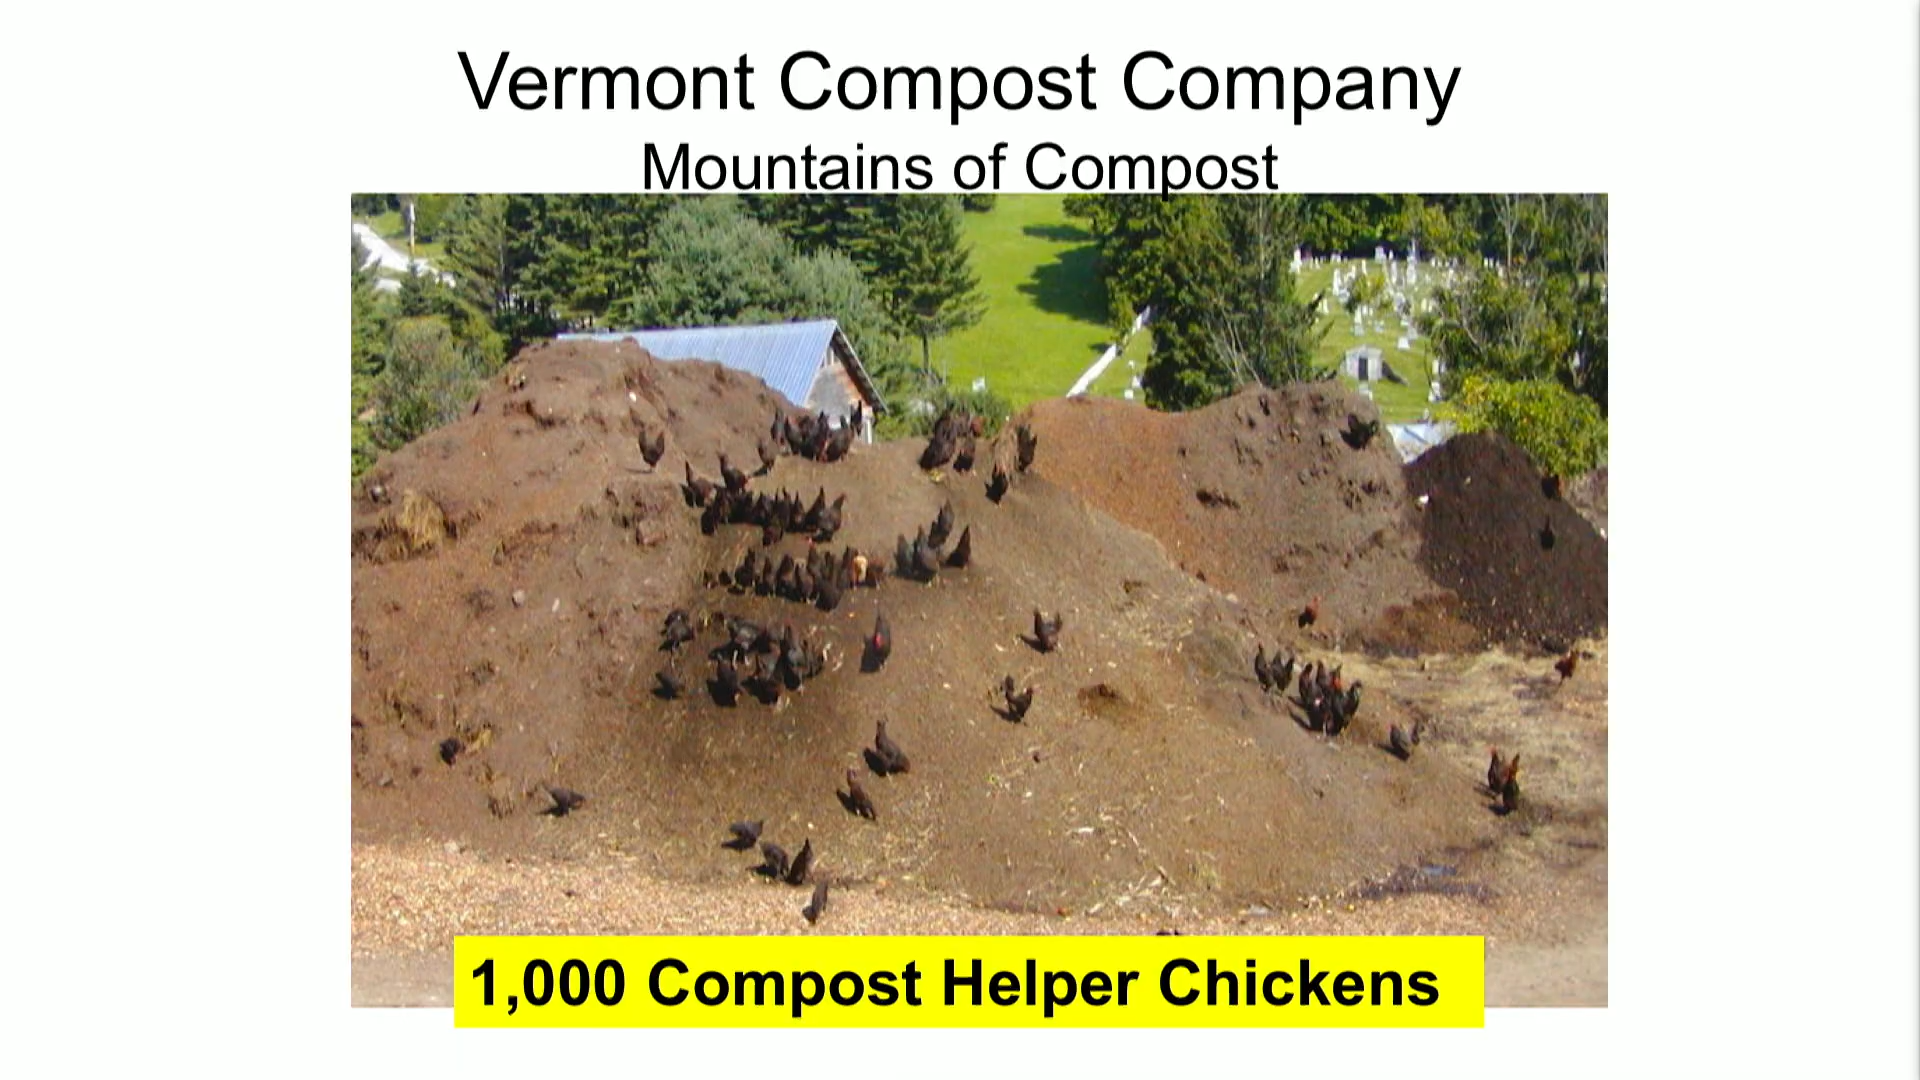 Vermont Compost Company
Mountains of Compost
1,000 Compost Helper Chickens